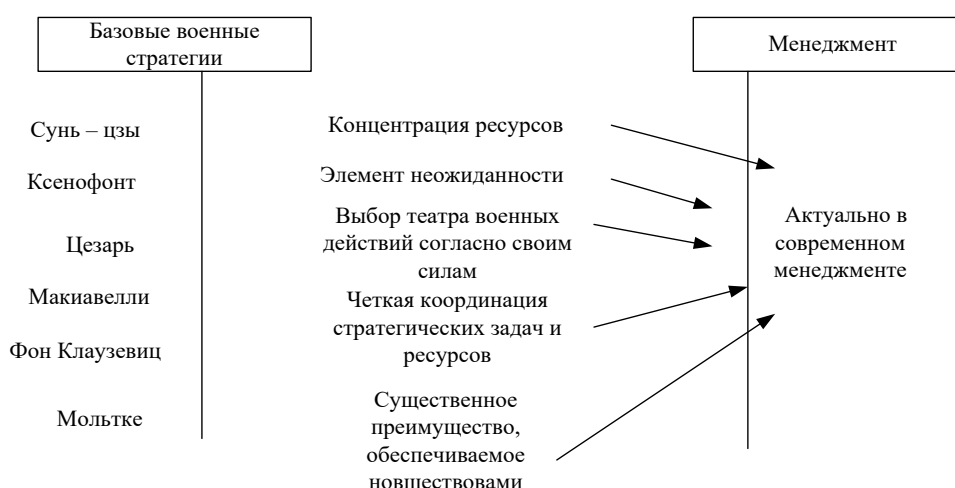 Базовые военные
стратегии
Менеджмент
Сунь – цзы
Ксенофонт
Цезарь
Макиавелли
Фон Клаузевиц
Мольтке
Концентрация ресурсов
Элемент неожиданности
Выбор театра военных
действий согласно своим
силам
Четкая координация
стратегических задач и
ресурсов
Существенное
преимущество,
обеспечиваемое
новшествовами
Актуально в
современном
менеджменте